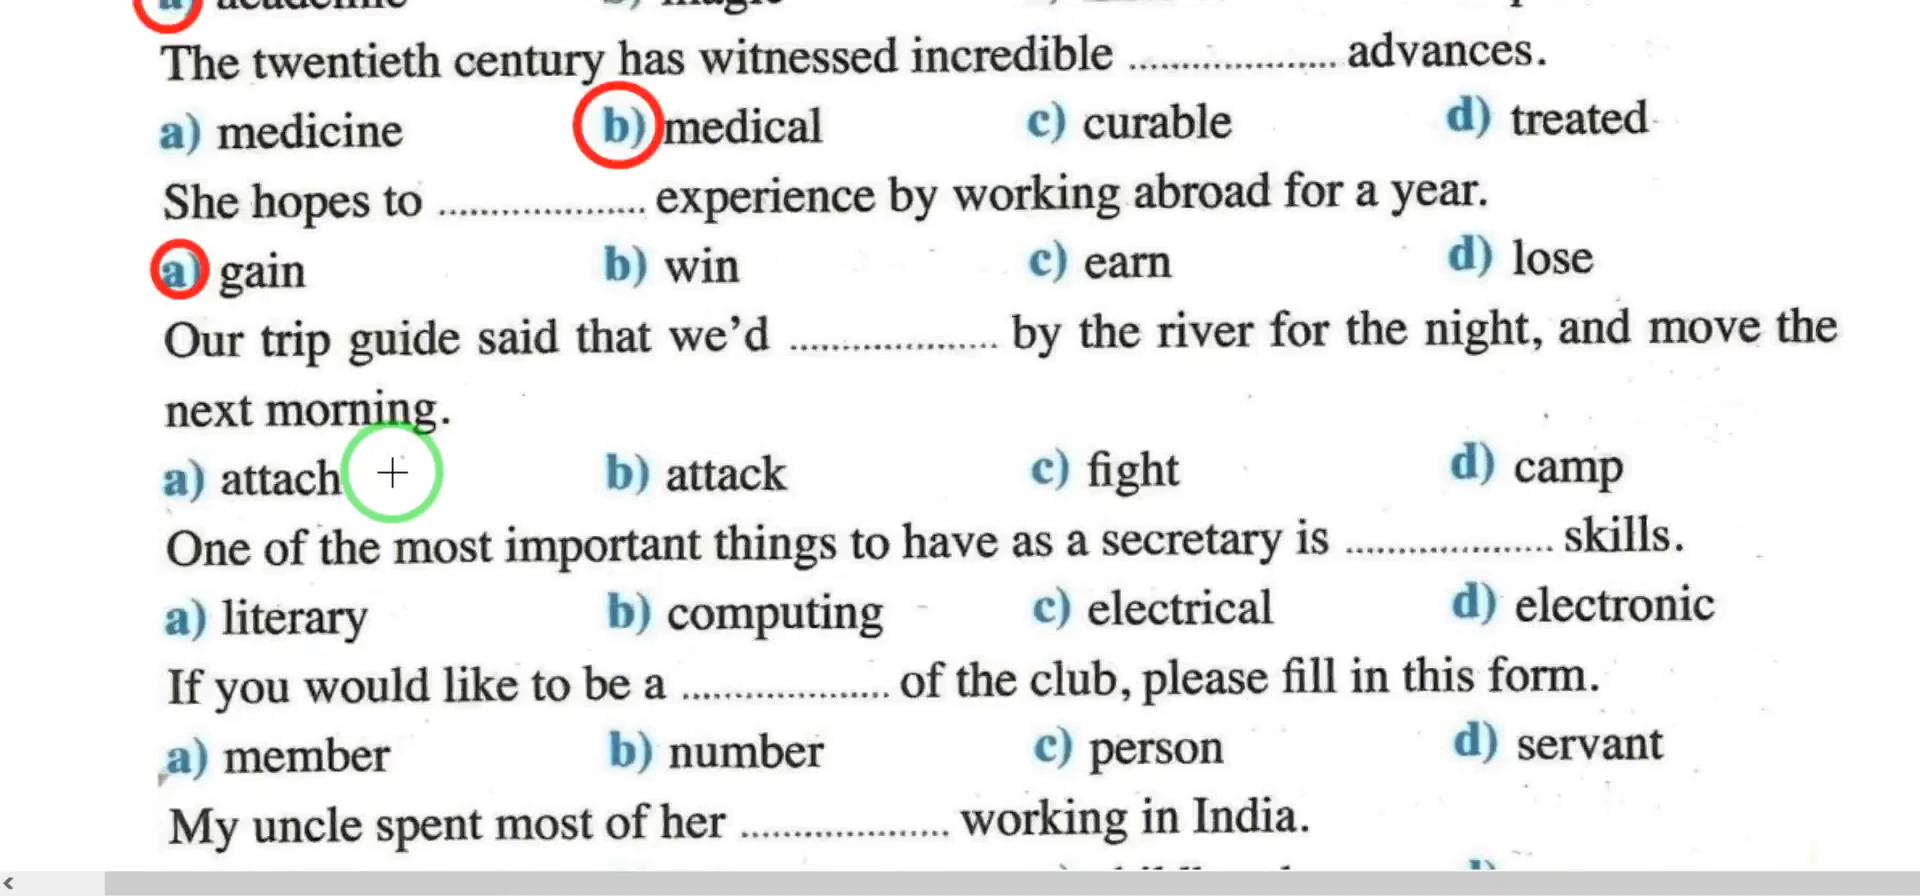 a) academic b) magic
The twentieth century has witnessed incredible .................... advances.
a) medicine b) medical c) curable d) treated
She hopes to .................... experience by working abroad for a year.
a) gain b) win c) earn d) lose
Our trip guide said that we'd .................... by the river for the night, and move the
next morning.
a) attach b) attack c) fight d) camp
One of the most important things to have as a secretary is .................... skills.
a) literary b) computing c) electrical d) electronic
If you would like to be a .................... of the club, please fill in this form.
a) member b) number c) person d) servant
My uncle spent most of her .................... working in India.